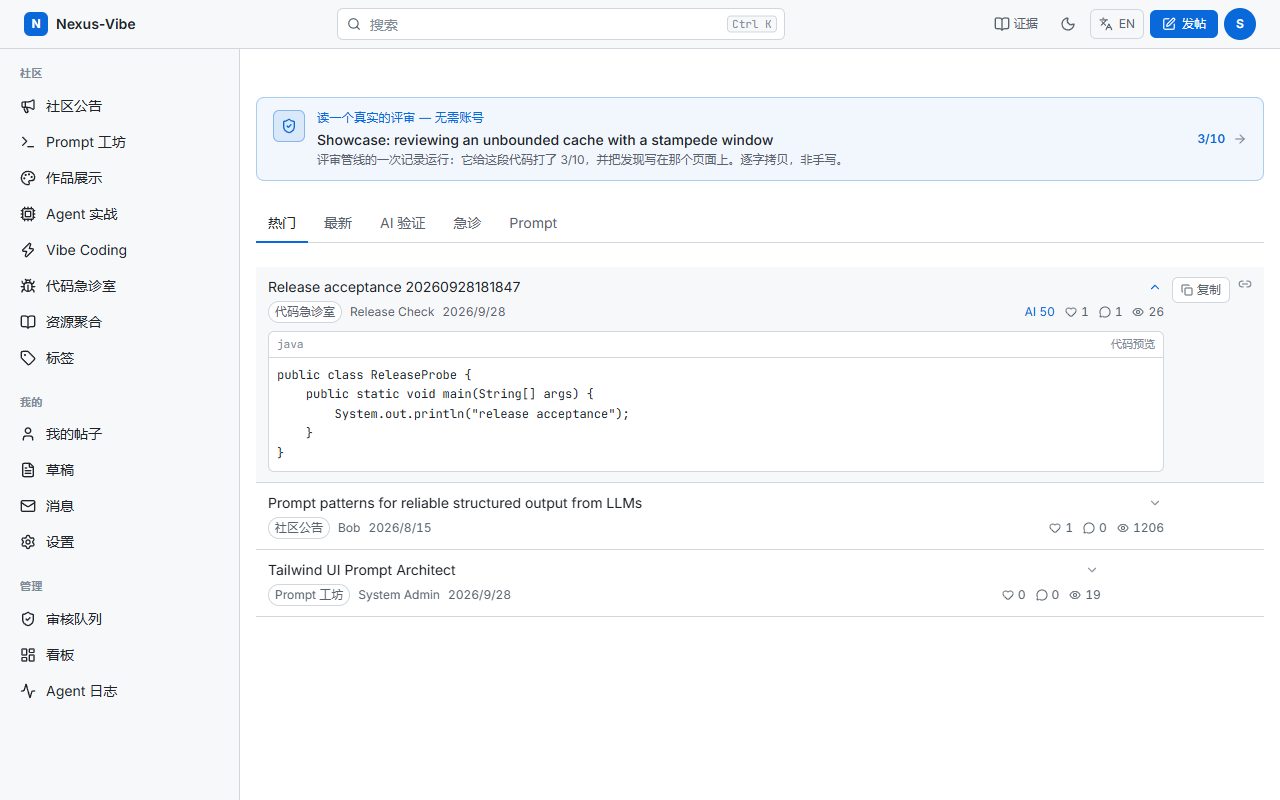 N Nexus-Vibe
搜索 Ctrl K
证据
EN
发帖
S
社区
社区公告
Prompt 工坊
作品展示
Agent 实战
Vibe Coding
代码急诊室
资源聚合
标签
我的
我的帖子
草稿
消息
设置
管理
审核队列
看板
Agent 日志
读一个真实的评审 — 无需账号
Showcase: reviewing an unbounded cache with a stampede window
评审管线的一次记录运行：它给这段代码打了 3/10，并把发现写在那个页面上。逐字拷贝，非手写。
3/10
热门 最新 AI 验证 急诊 Prompt
Release acceptance 20260928181847
复制
代码急诊室 Release Check 2026/9/28
AI 50 1 1 26
java 代码预览
public class ReleaseProbe {
    public static void main(String[] args) {
        System.out.println("release acceptance");
    }
}
Prompt patterns for reliable structured output from LLMs
社区公告 Bob 2026/8/15
1 0 1206
Tailwind UI Prompt Architect
Prompt 工坊 System Admin 2026/9/28
0 0 19